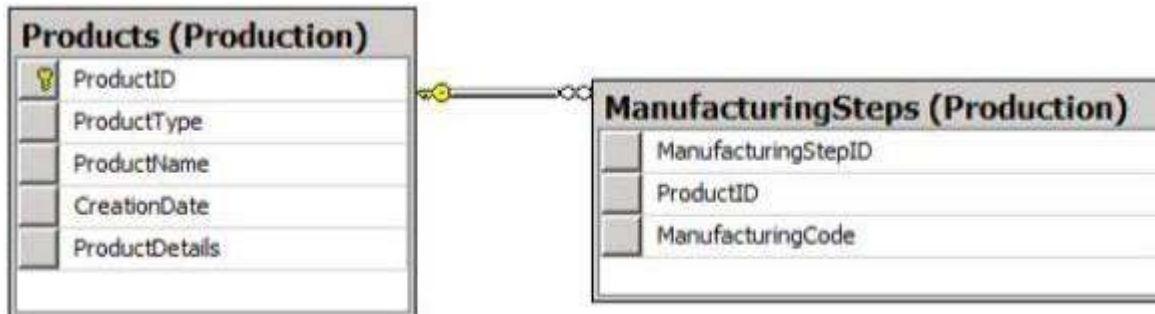 Products (Production)
ProductID
ProductType
ProductName
CreationDate
ProductDetails
ManufacturingSteps (Production)
ManufacturingStepID
ProductID
ManufacturingCode